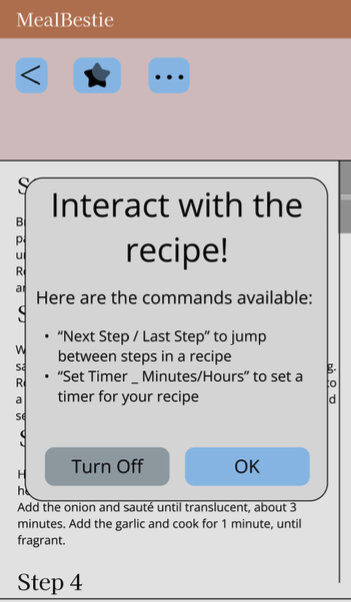 MealBestie
Interact with the
recipe!
Here are the commands available:
• “Next Step / Last Step” to jump
between steps in a recipe
• “Set Timer _ Minutes/Hours” to set a
timer for your recipe
Turn Off
OK
Add the onion and sauté until translucent, about 3
minutes. Add the garlic and cook for 1 minute, until
fragrant.
Step 4